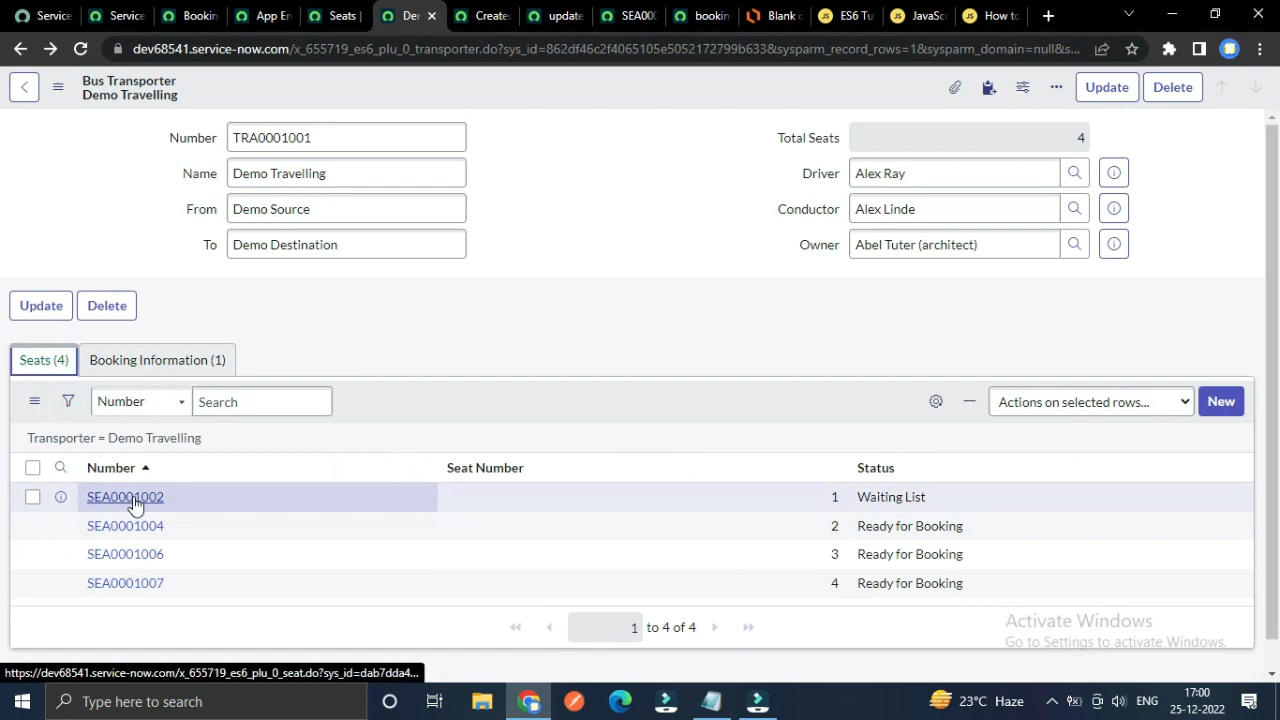 Service
Service
Bookin
App En
Seats |
Der
Create
update
SEA000
bookin
Blank c
ES6 Tu
JavaSc
How to
dev68541.service-now.com/x_655719_es6_plu_0_transporter.do?sys_id=862df46c2f4065105e5052172799b633&sysparm_record_rows=1&sysparm_domain=null&s...
Bus Transporter
Demo Travelling
Update
Delete
Number
TRA0001001
Total Seats
4
Name
Demo Travelling
Driver
Alex Ray
From
Demo Source
Conductor
Alex Linde
To
Demo Destination
Owner
Abel Tuter (architect)
Update
Delete
Seats (4)
Booking Information (1)
Number
Search
Actions on selected rows...
New
Transporter = Demo Travelling
Number
Seat Number
Status
SEA0001002
1
Waiting List
SEA0001004
2
Ready for Booking
SEA0001006
3
Ready for Booking
SEA0001007
4
Ready for Booking
1 to 4 of 4
Activate Windows
Go to Settings to activate Windows.
https://dev68541.service-now.com/x_655719_es6_plu_0_seat.do?sys_id=dab7dda4...
Type here to search
23°C Haze
ENG
17:00
25-12-2022